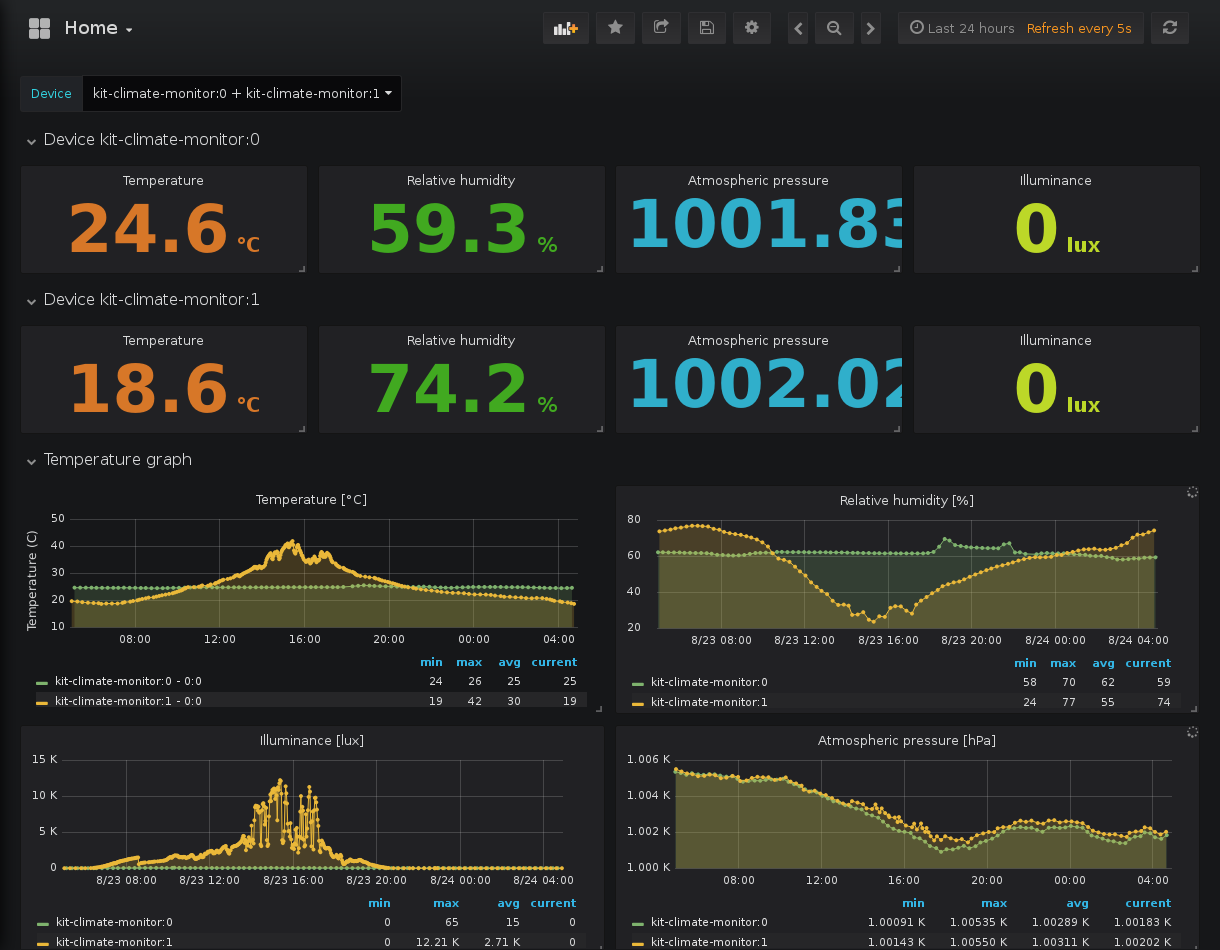 Home
Last 24 hours Refresh every 5s
Device kit-climate-monitor:0 + kit-climate-monitor:1
Device kit-climate-monitor:0
Temperature Relative humidity Atmospheric pressure Illuminance
24.6 °C 59.3 % 1001.83 0 lux
Device kit-climate-monitor:1
Temperature Relative humidity Atmospheric pressure Illuminance
18.6 °C 74.2 % 1002.02 0 lux
Temperature graph
Temperature [°C]
Temperature (C)
50
40
30
20
10
08:00 12:00 16:00 20:00 00:00 04:00
min max avg current
kit-climate-monitor:0 - 0:0 24 26 25 25
kit-climate-monitor:1 - 0:0 19 42 30 19
Relative humidity [%]
80
60
40
20
8/23 08:00 8/23 12:00 8/23 16:00 8/23 20:00 8/24 00:00 8/24 04:00
min max avg current
kit-climate-monitor:0 58 70 62 59
kit-climate-monitor:1 24 77 55 74
Illuminance [lux]
15 K
10 K
5 K
0
8/23 08:00 8/23 12:00 8/23 16:00 8/23 20:00 8/24 00:00 8/24 04:00
min max avg current
kit-climate-monitor:0 0 65 15 0
kit-climate-monitor:1 0 12.21 K 2.71 K 0
Atmospheric pressure [hPa]
1.006 K
1.004 K
1.002 K
1.000 K
08:00 12:00 16:00 20:00 00:00 04:00
min max avg current
kit-climate-monitor:0 1.00091 K 1.00535 K 1.00289 K 1.00183 K
kit-climate-monitor:1 1.00143 K 1.00550 K 1.00311 K 1.00202 K